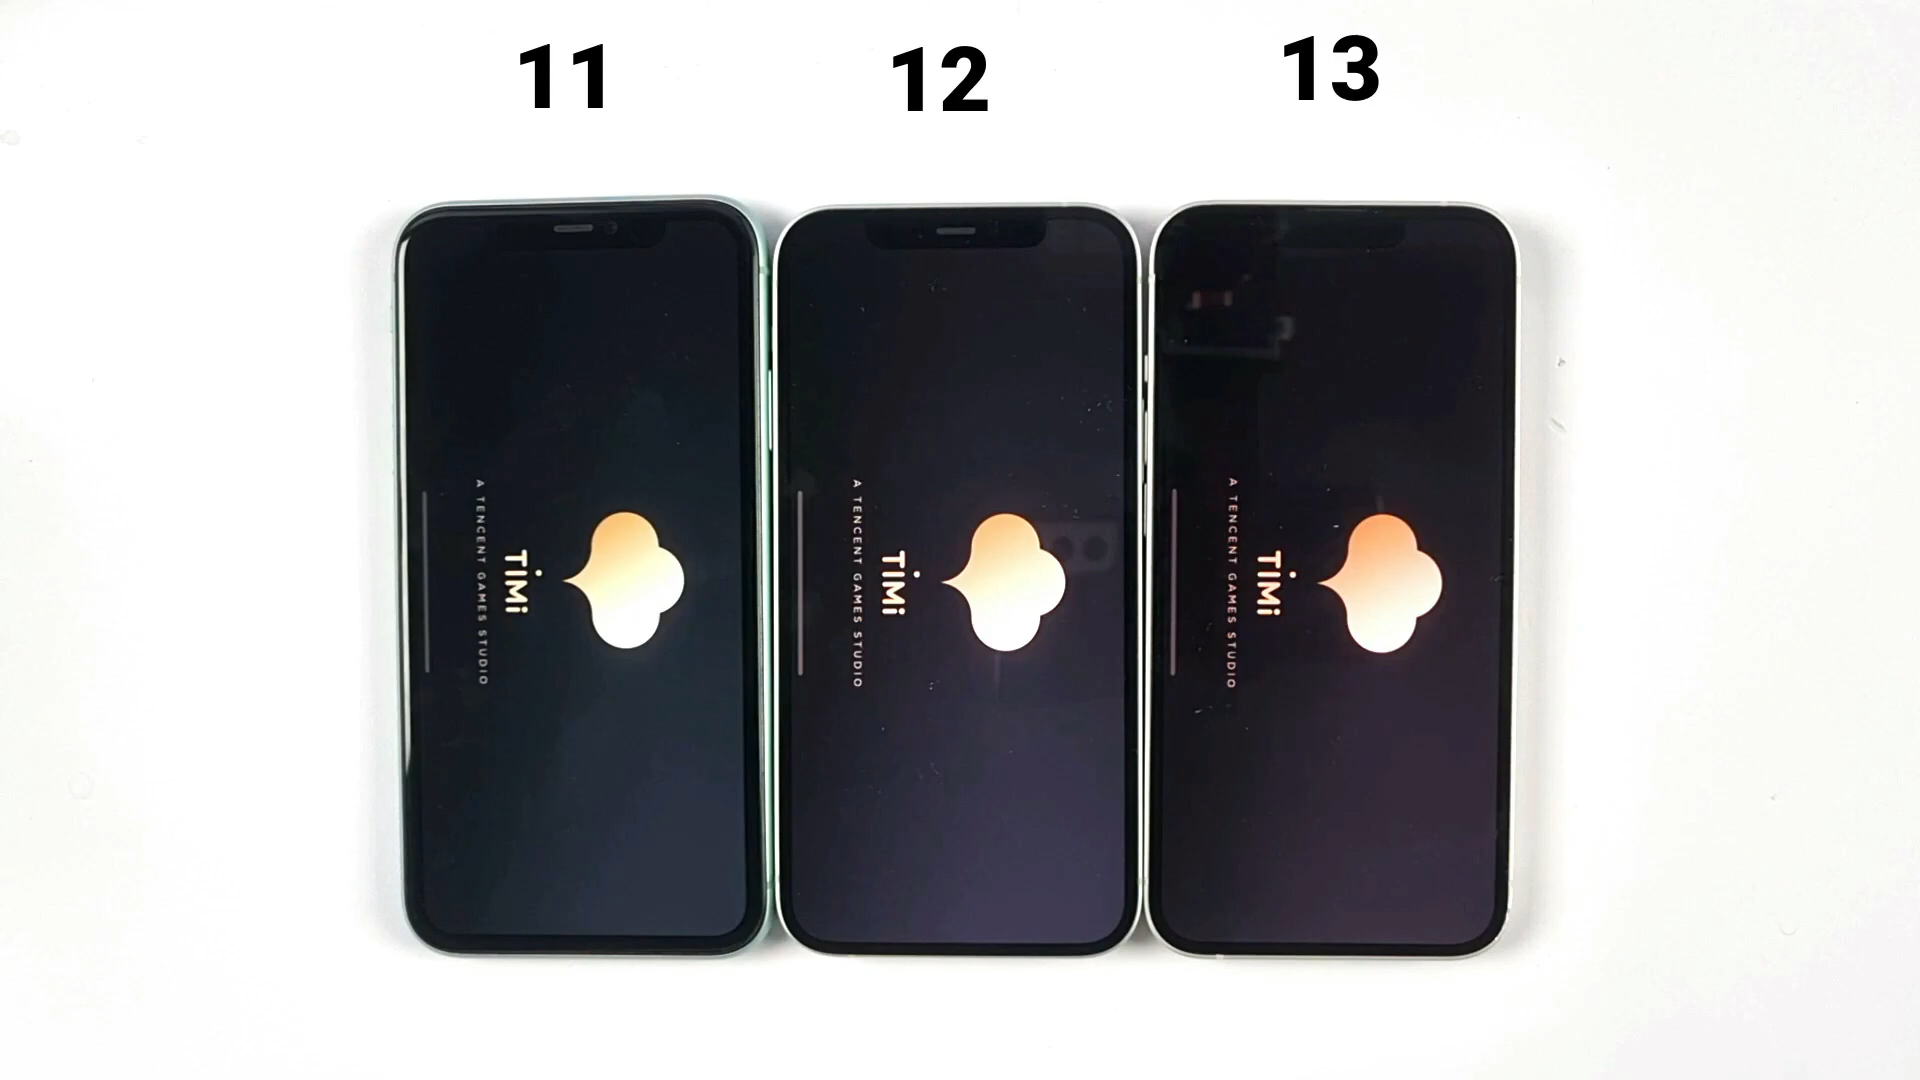 11
12
13
TiMi
A TENCENT GAMES STUDIO
TiMi
A TENCENT GAMES STUDIO
TiMi
A TENCENT GAMES STUDIO